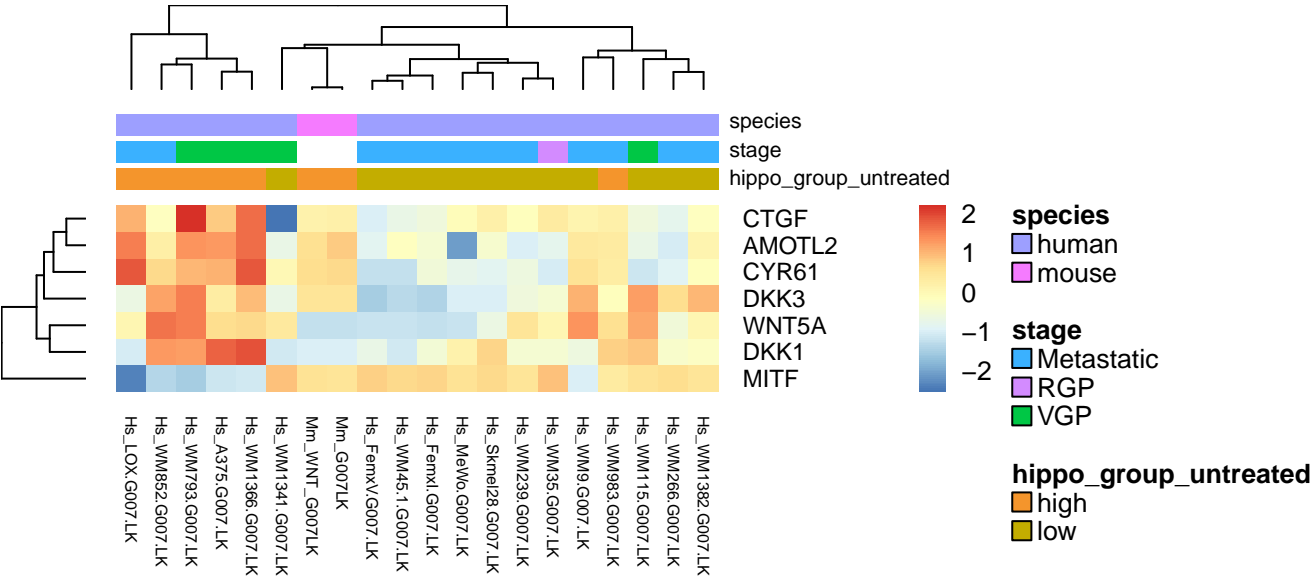 species
stage
hippo_group_untreated
CTGF
AMOTL2
CYR61
DKK3
WNT5A
DKK1
MITF
2
1
0
−1
−2
species
human
mouse
stage
Metastatic
RGP
VGP
hippo_group_untreated
high
low
Hs_LOX.G007.LK
Hs_WM852.G007.LK
Hs_WM793.G007.LK
Hs_A375.G007.LK
Hs_WM1366.G007.LK
Hs_WM1341.G007.LK
Mm_WNT_G007LK
Mm_G007LK
Hs_FemxV.G007.LK
Hs_WM45.1.G007.LK
Hs_FemxI.G007.LK
Hs_MeWo.G007.LK
Hs_Skmel28.G007.LK
Hs_WM239.G007.LK
Hs_WM35.G007.LK
Hs_WM9.G007.LK
Hs_WM983.G007.LK
Hs_WM115.G007.LK
Hs_WM266.G007.LK
Hs_WM1382.G007.LK